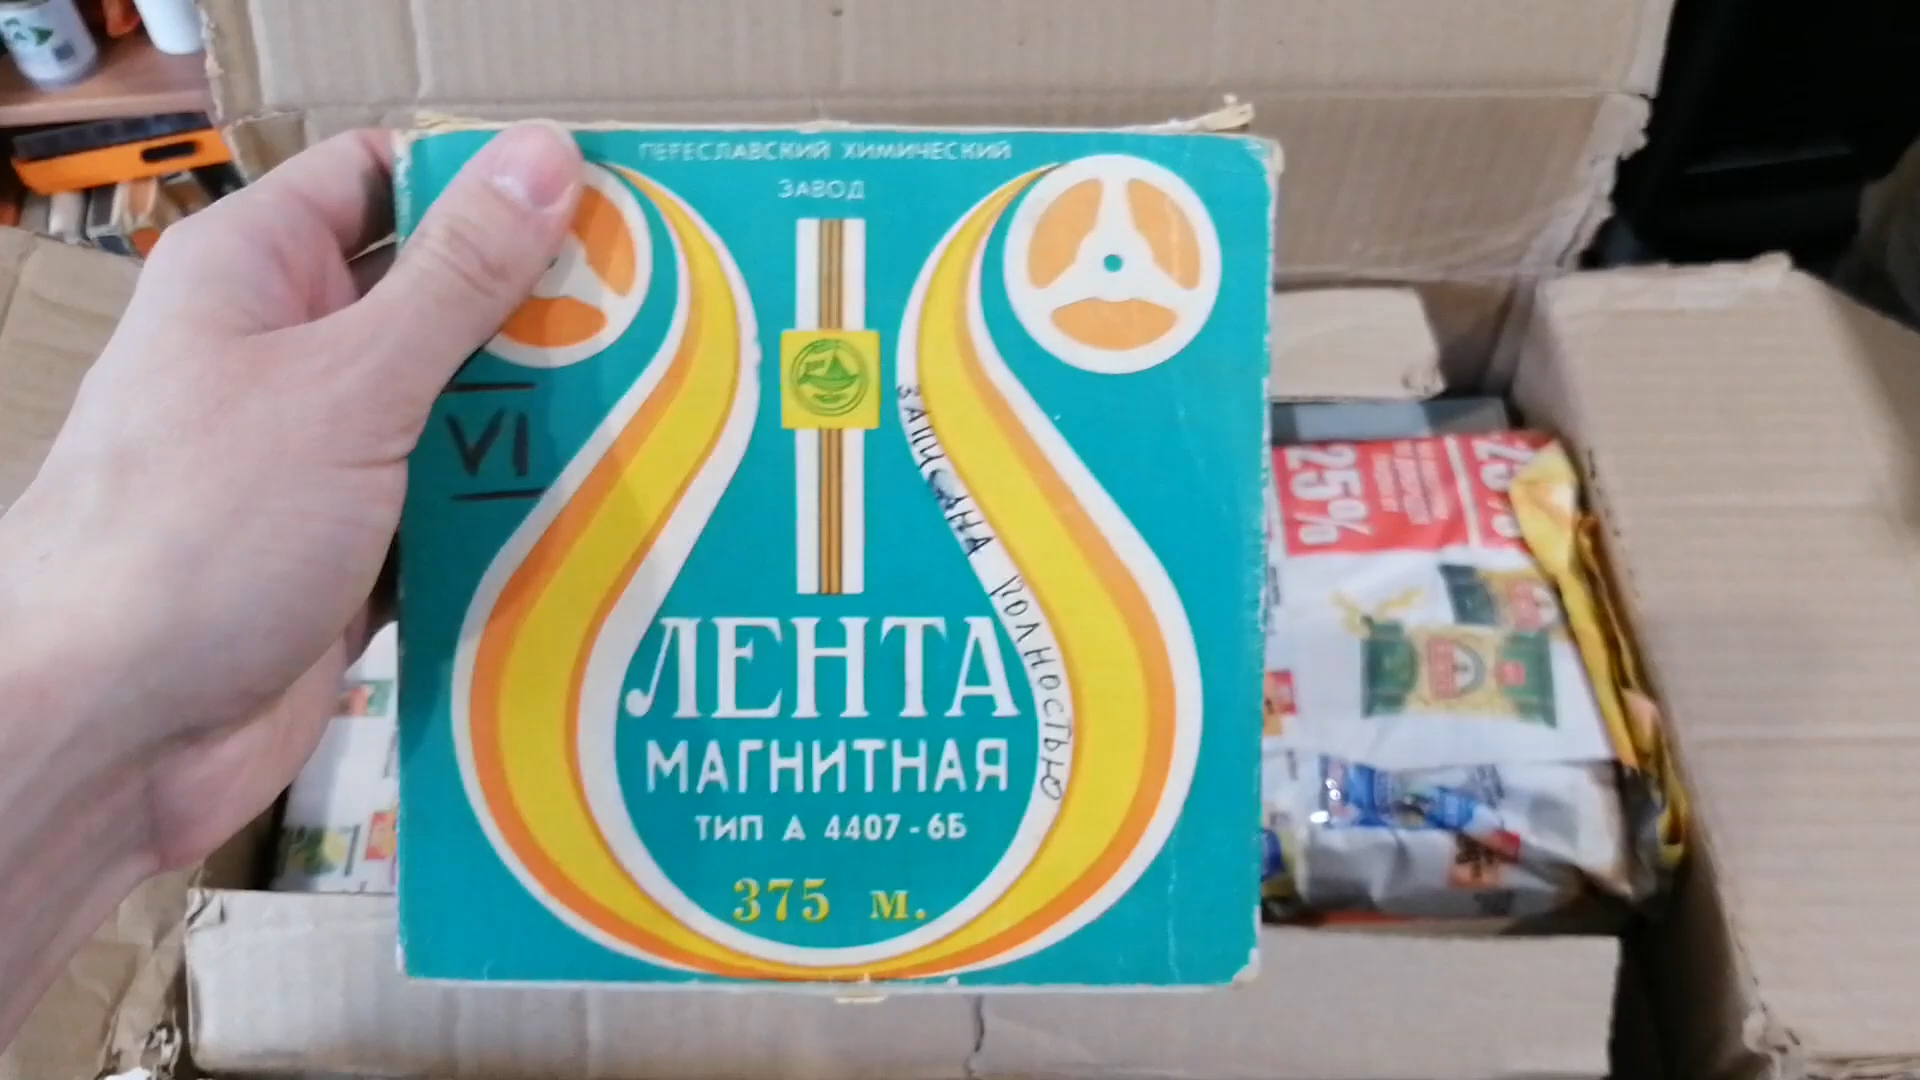 ПЕРЕСЛАВСКИЙ ХИМИЧЕСКИЙ
ЗАВОД
VI
ЗАПИСАНА ПОЛНОСТЬЮ
ЛЕНТА
МАГНИТНАЯ
ТИП А 4407-6Б
375 м.
25%